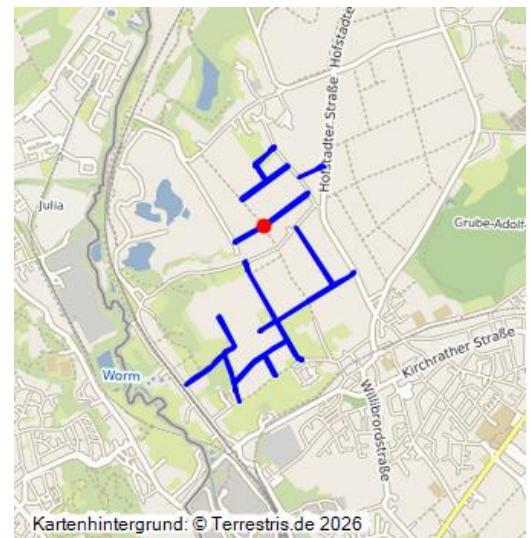 Hofstadter Straße
Hofstadte
Julia
Grube-Adolf-
Worm
Kirchrather Straße
Willibrordstraße
Kartenhintergrund: © Terrestris.de 2026